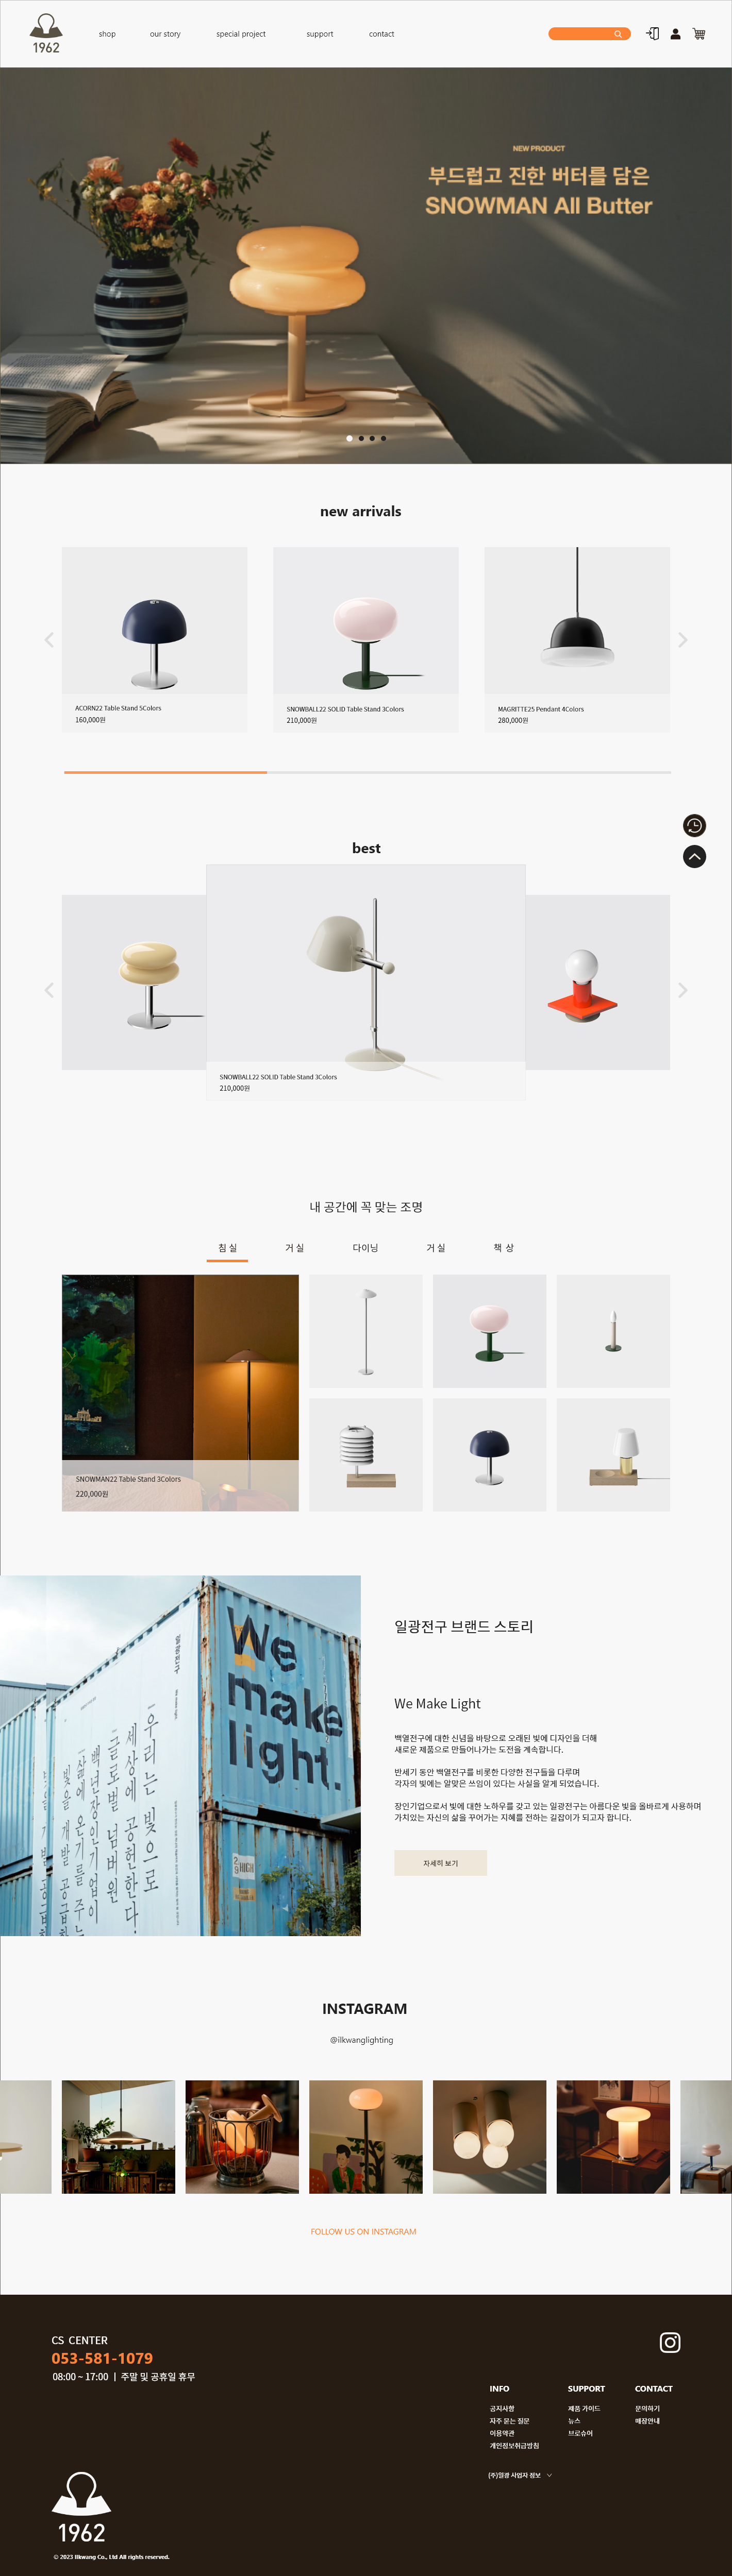 1962
shop
our story
special project
support
contact
NEW PRODUCT
부드럽고 진한 버터를 담은
SNOWMAN All Butter
new arrivals
ACORN22 Table Stand 5Colors
160,000원
SNOWBALL22 SOLID Table Stand 3Colors
210,000원
MAGRITTE25 Pendant 4Colors
280,000원
best
SNOWBALL22 SOLID Table Stand 3Colors
210,000원
내 공간에 꼭 맞는 조명
침 실
거 실
다이닝
거 실
책 상
SNOWMAN22 Table Stand 3Colors
220,000원
We
make
light
우리는 빛으로
세상에 공헌한다.
글로벌 넘버원
백년장인기업이
일광전구 브랜드 스토리
We Make Light
백열전구에 대한 신념을 바탕으로 오래된 빛에 디자인을 더해
새로운 제품으로 만들어나가는 도전을 계속합니다.
반세기 동안 백열전구를 비롯한 다양한 전구들을 다루며
각자의 빛에는 알맞은 쓰임이 있다는 사실을 알게 되었습니다.
장인기업으로서 빛에 대한 노하우를 갖고 있는 일광전구는 아름다운 빛을 올바르게 사용하며
가치있는 자신의 삶을 꾸어가는 지혜를 전하는 길잡이가 되고자 합니다.
자세히 보기
INSTAGRAM
@ilkwanglighting
FOLLOW US ON INSTAGRAM
CS CENTER
053-581-1079
08:00 ~ 17:00 ㅣ 주말 및 공휴일 휴무
INFO
공지사항
자주 묻는 질문
이용약관
개인정보취급방침
SUPPORT
제품 가이드
뉴스
브로슈어
CONTACT
문의하기
매장안내
(주)일광 사업자 정보
1962
© 2023 Ilkwang Co., Ltd All rights reserved.